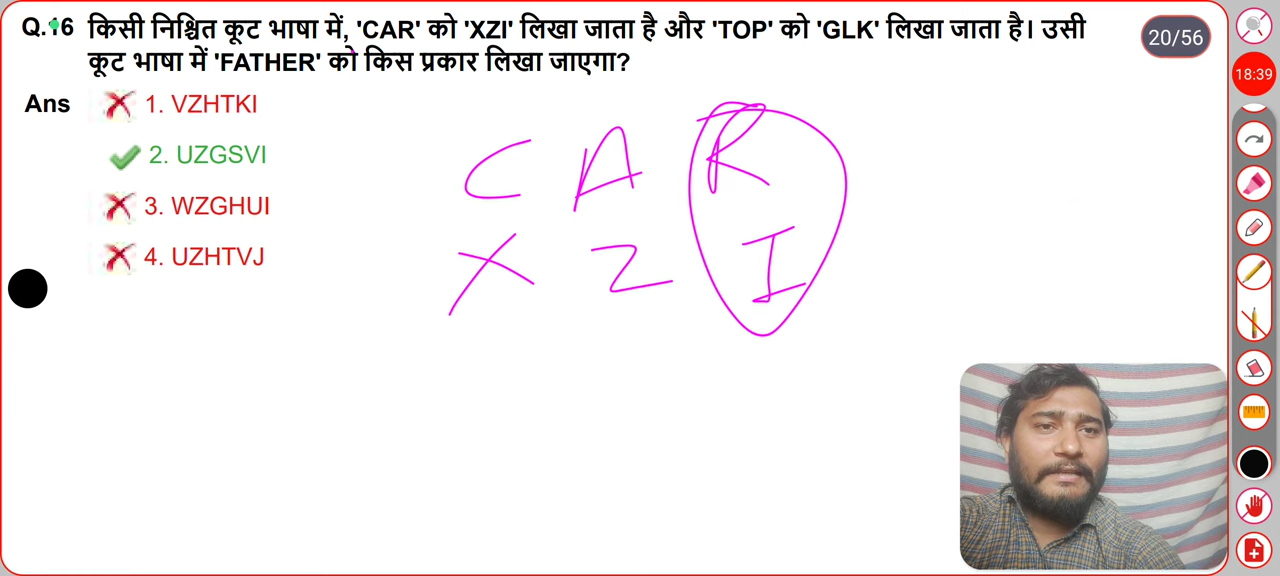 Q.16 किसी निश्चित कूट भाषा में, 'CAR' को 'XZI' लिखा जाता है और 'TOP' को 'GLK' लिखा जाता है। उसी
कूट भाषा में 'FATHER' को किस प्रकार लिखा जाएगा?
20/56
18:39
Ans
1. VZHTKI
2. UZGSVI
3. WZGHUI
4. UZHTVJ
C A R
X Z I